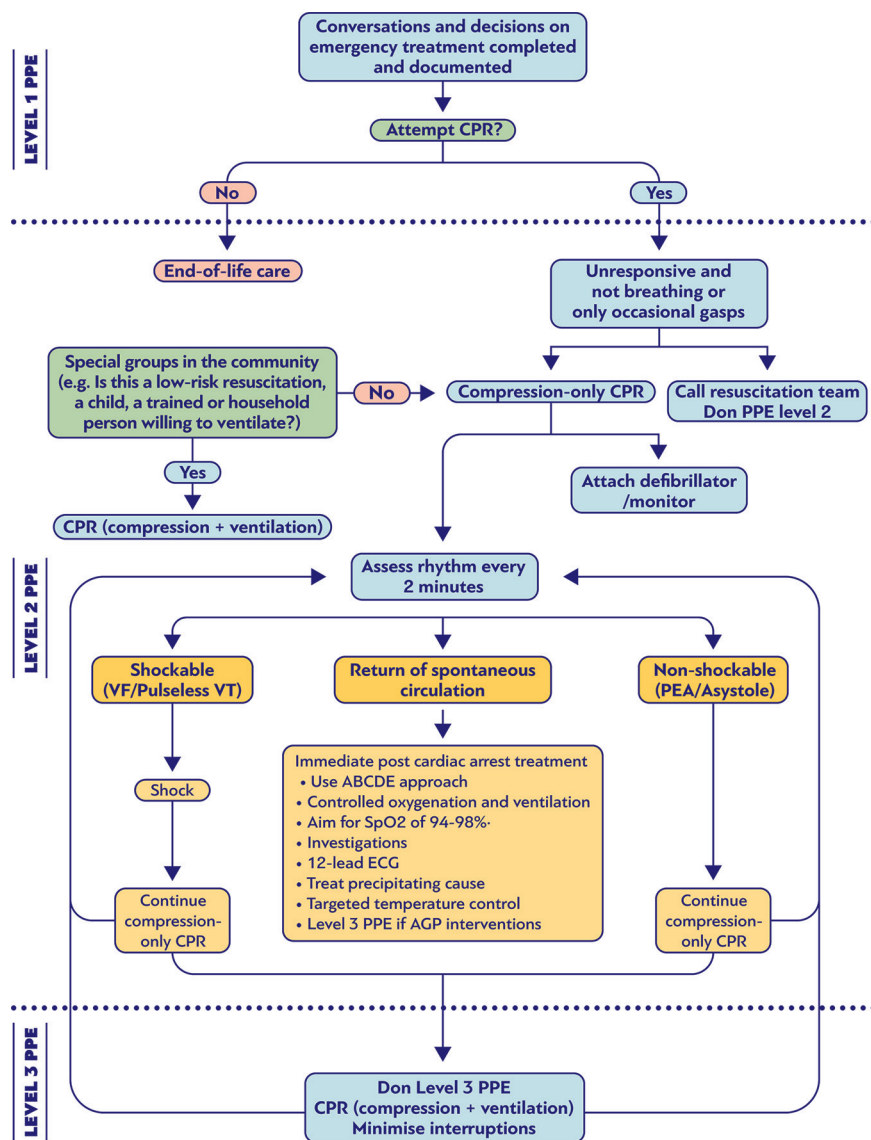 LEVEL 1 PPE
Conversations and decisions on
emergency treatment completed
and documented
Attempt CPR?
No
Yes
End-of-life care
Unresponsive and
not breathing or
only occasional gasps
Special groups in the community
(e.g. Is this a low-risk resuscitation,
a child, a trained or household
person willing to ventilate?)
No
Compression-only CPR
Call resuscitation team
Don PPE level 2
Yes
Attach defibrillator
/monitor
CPR (compression + ventilation)
LEVEL 2 PPE
Assess rhythm every
2 minutes
Shockable
(VF/Pulseless VT)
Return of spontaneous
circulation
Non-shockable
(PEA/Asystole)
Shock
Immediate post cardiac arrest treatment
• Use ABCDE approach
• Controlled oxygenation and ventilation
• Aim for SpO2 of 94-98%·
• Investigations
• 12-lead ECG
• Treat precipitating cause
• Targeted temperature control
• Level 3 PPE if AGP interventions
Continue
compression-
only CPR
Continue
compression-
only CPR
LEVEL 3 PPE
Don Level 3 PPE
CPR (compression + ventilation)
Minimise interruptions